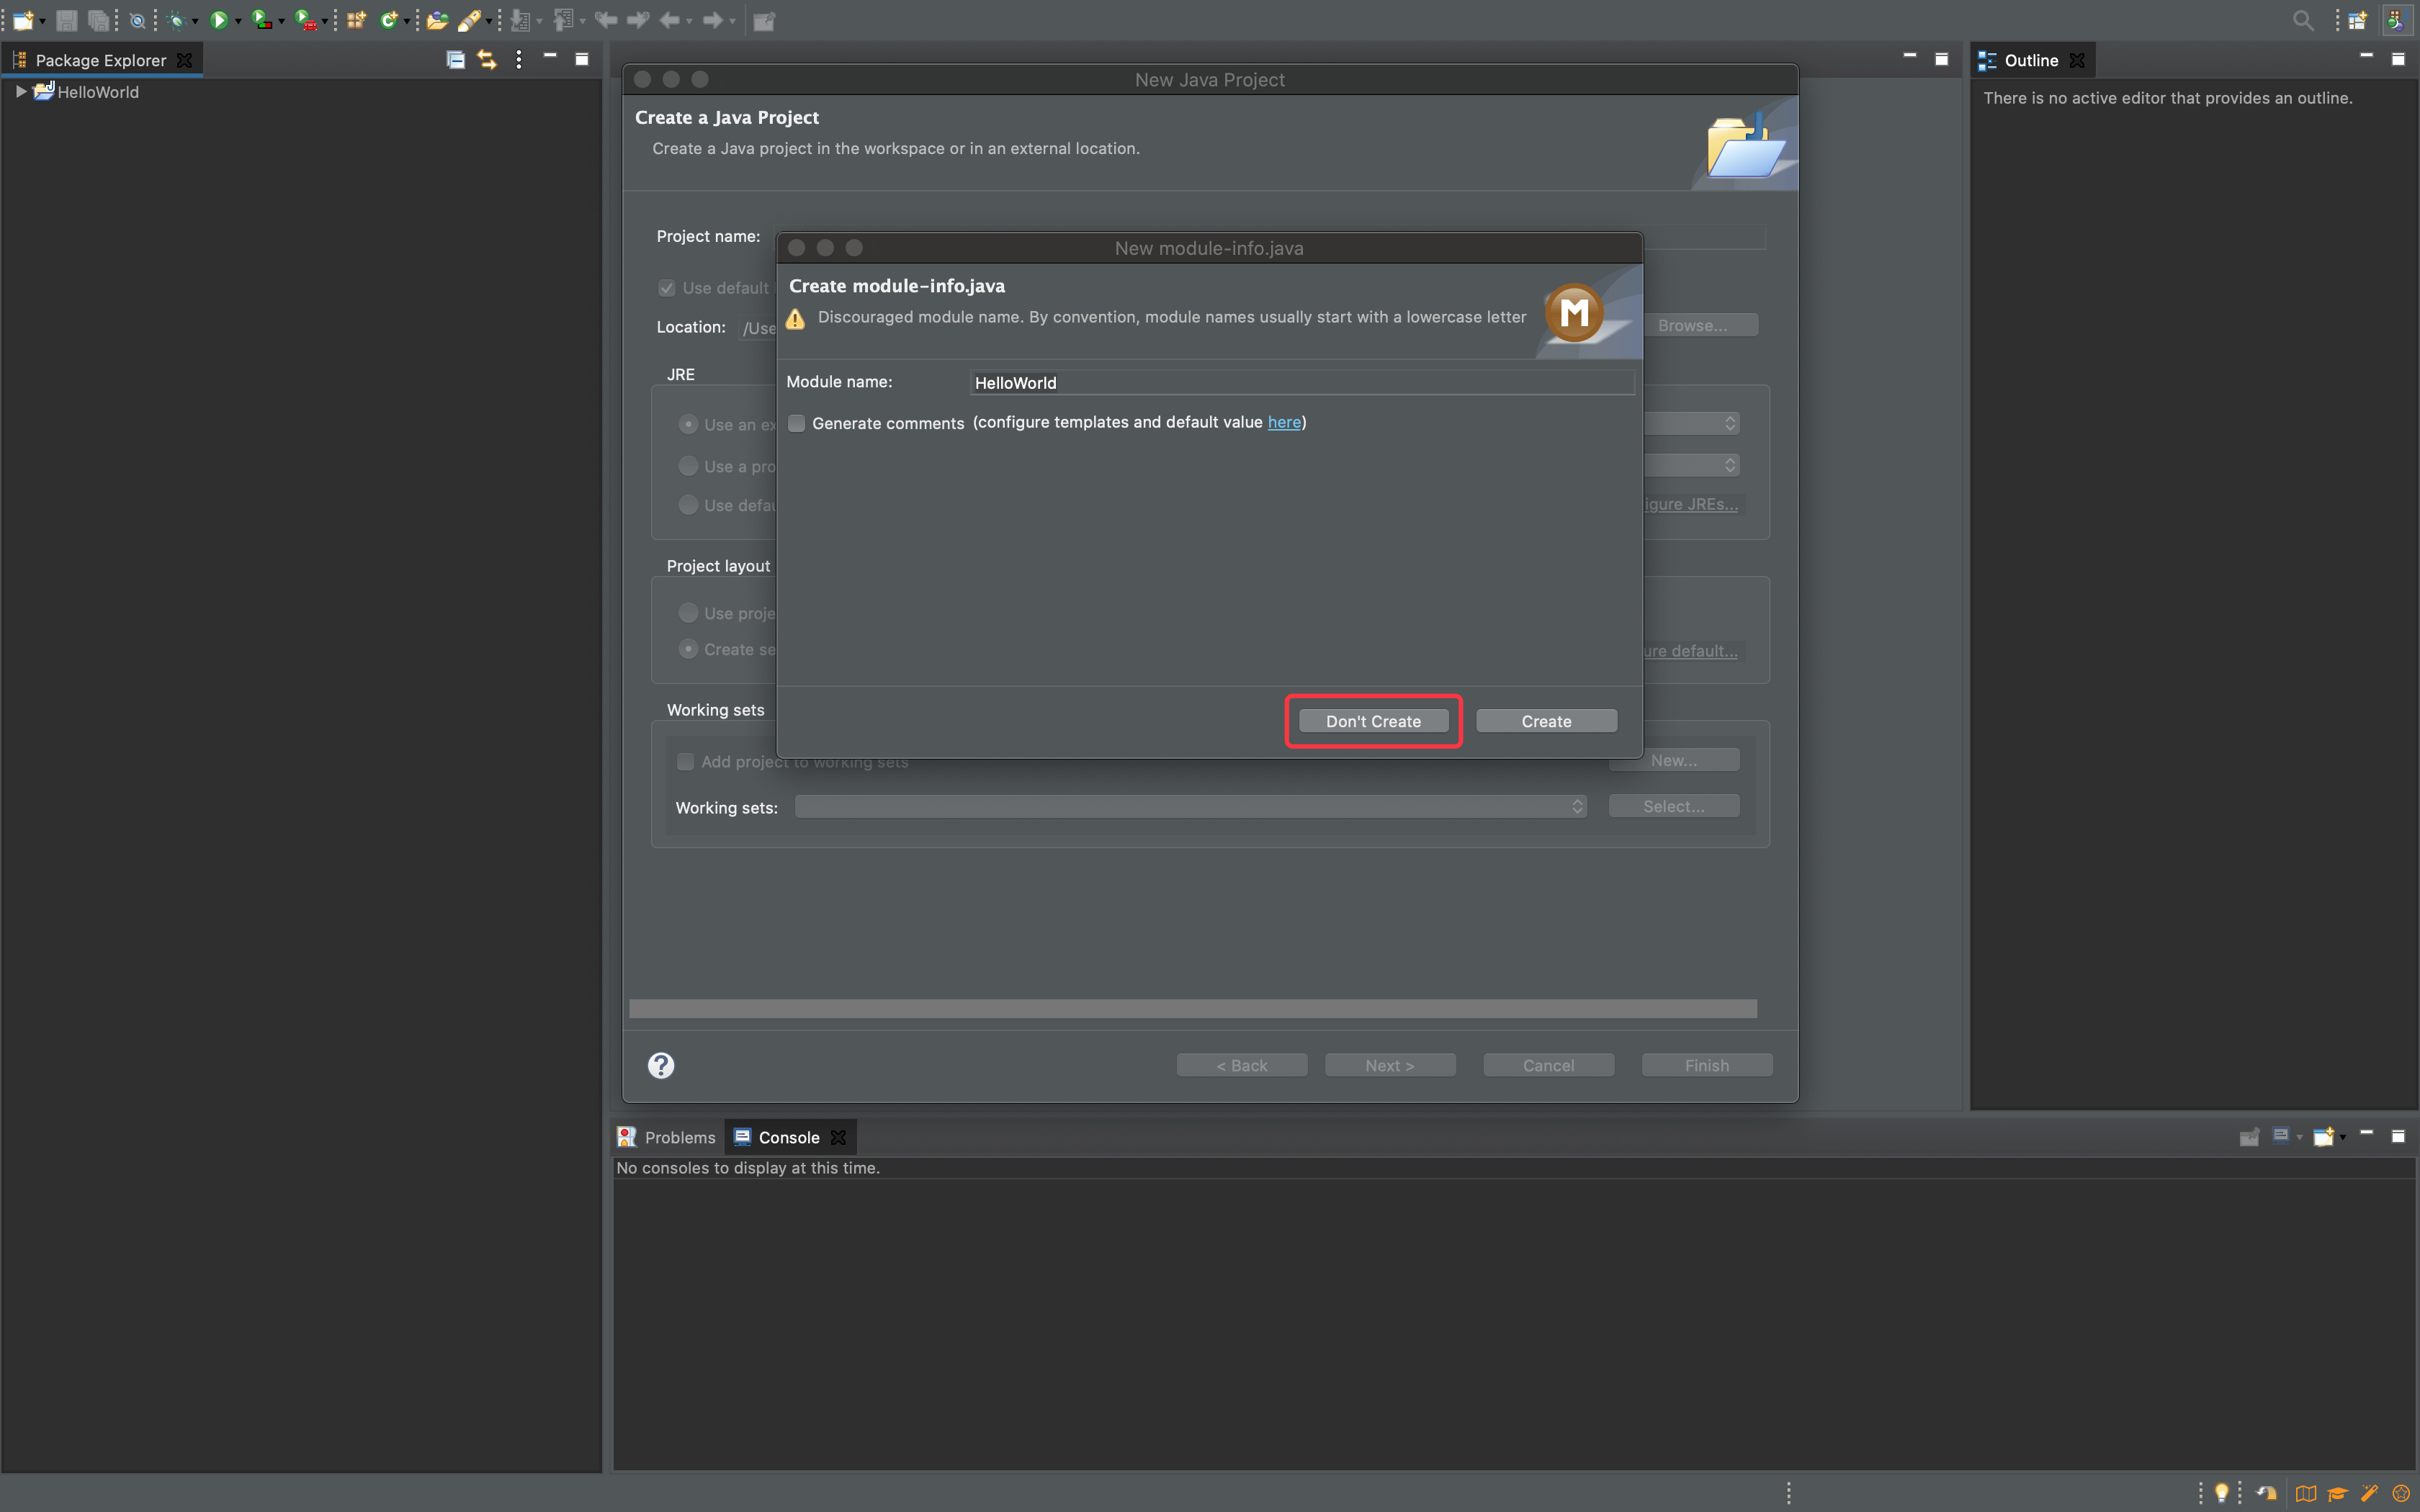 Package Explorer
HelloWorld
New Java Project
Create a Java Project
Create a Java project in the workspace or in an external location.
Project name:
Use default
Location: /Use
Browse...
JRE
Use an ex
Use a pro
Use defau
igure JREs...
Project layout
Use proje
Create se
ure default...
Working sets
Add project to working sets
New...
Working sets:
Select...
< Back
Next >
Cancel
Finish
New module-info.java
Create module-info.java
Discouraged module name. By convention, module names usually start with a lowercase letter
M
Module name: HelloWorld
Generate comments (configure templates and default value here)
Don't Create
Create
Outline
There is no active editor that provides an outline.
Problems
Console
No consoles to display at this time.